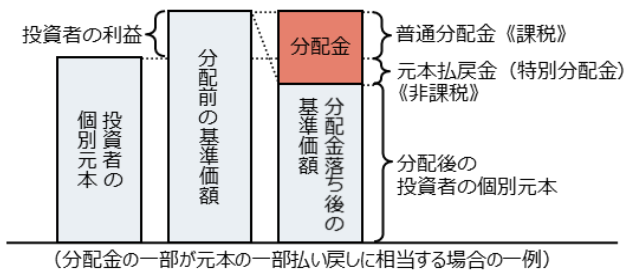 投資者の利益
投資者の
個別元本
分配前の基準価額
分配金
分配金落ち後の
基準価額
普通分配金《課税》
元本払戻金（特別分配金）
《非課税》
分配後の
投資者の個別元本
（分配金の一部が元本の一部払い戻しに相当する場合の一例）